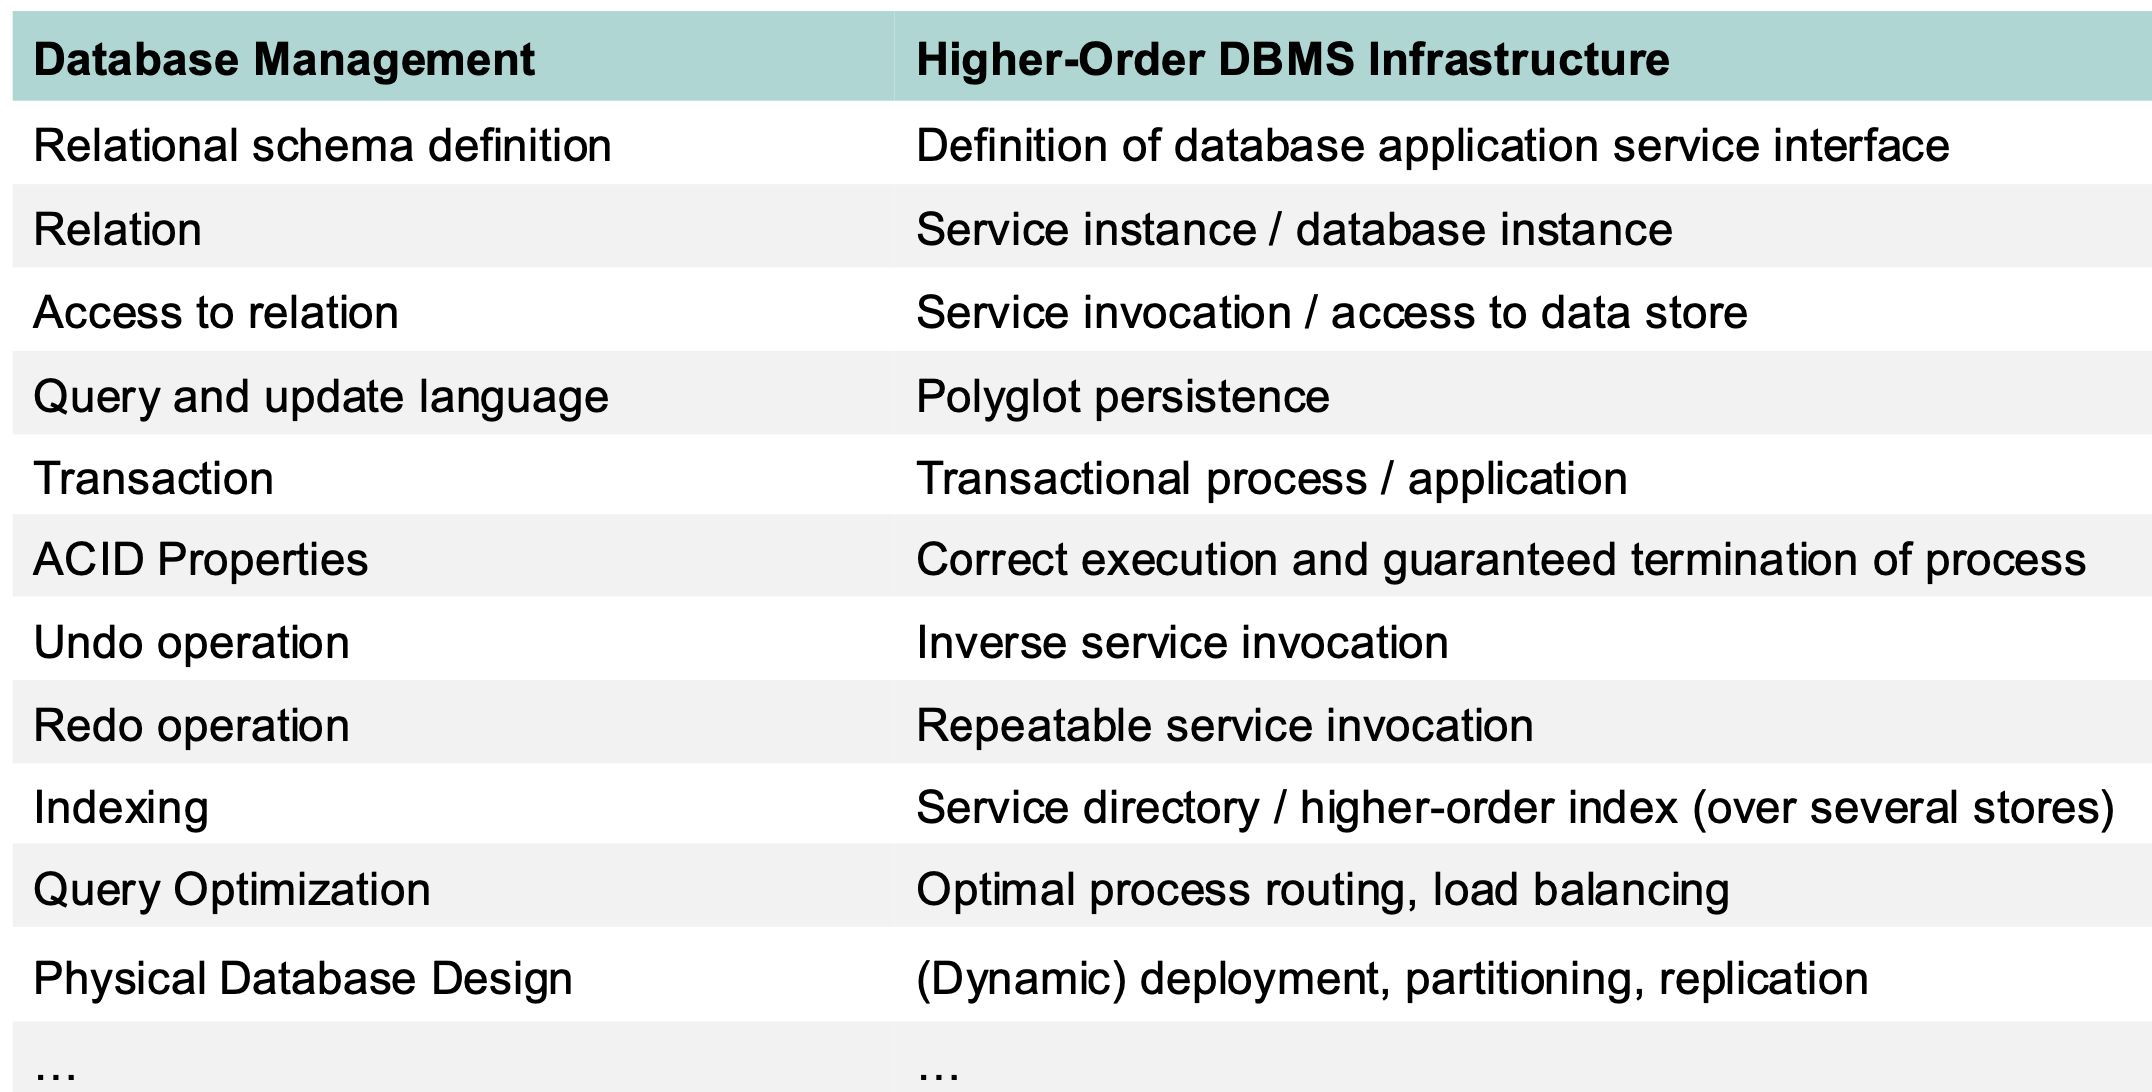 Database Management Higher-Order DBMS Infrastructure
Relational schema definition Definition of database application service interface
Relation Service instance / database instance
Access to relation Service invocation / access to data store
Query and update language Polyglot persistence
Transaction Transactional process / application
ACID Properties Correct execution and guaranteed termination of process
Undo operation Inverse service invocation
Redo operation Repeatable service invocation
Indexing Service directory / higher-order index (over several stores)
Query Optimization Optimal process routing, load balancing
Physical Database Design (Dynamic) deployment, partitioning, replication
… …